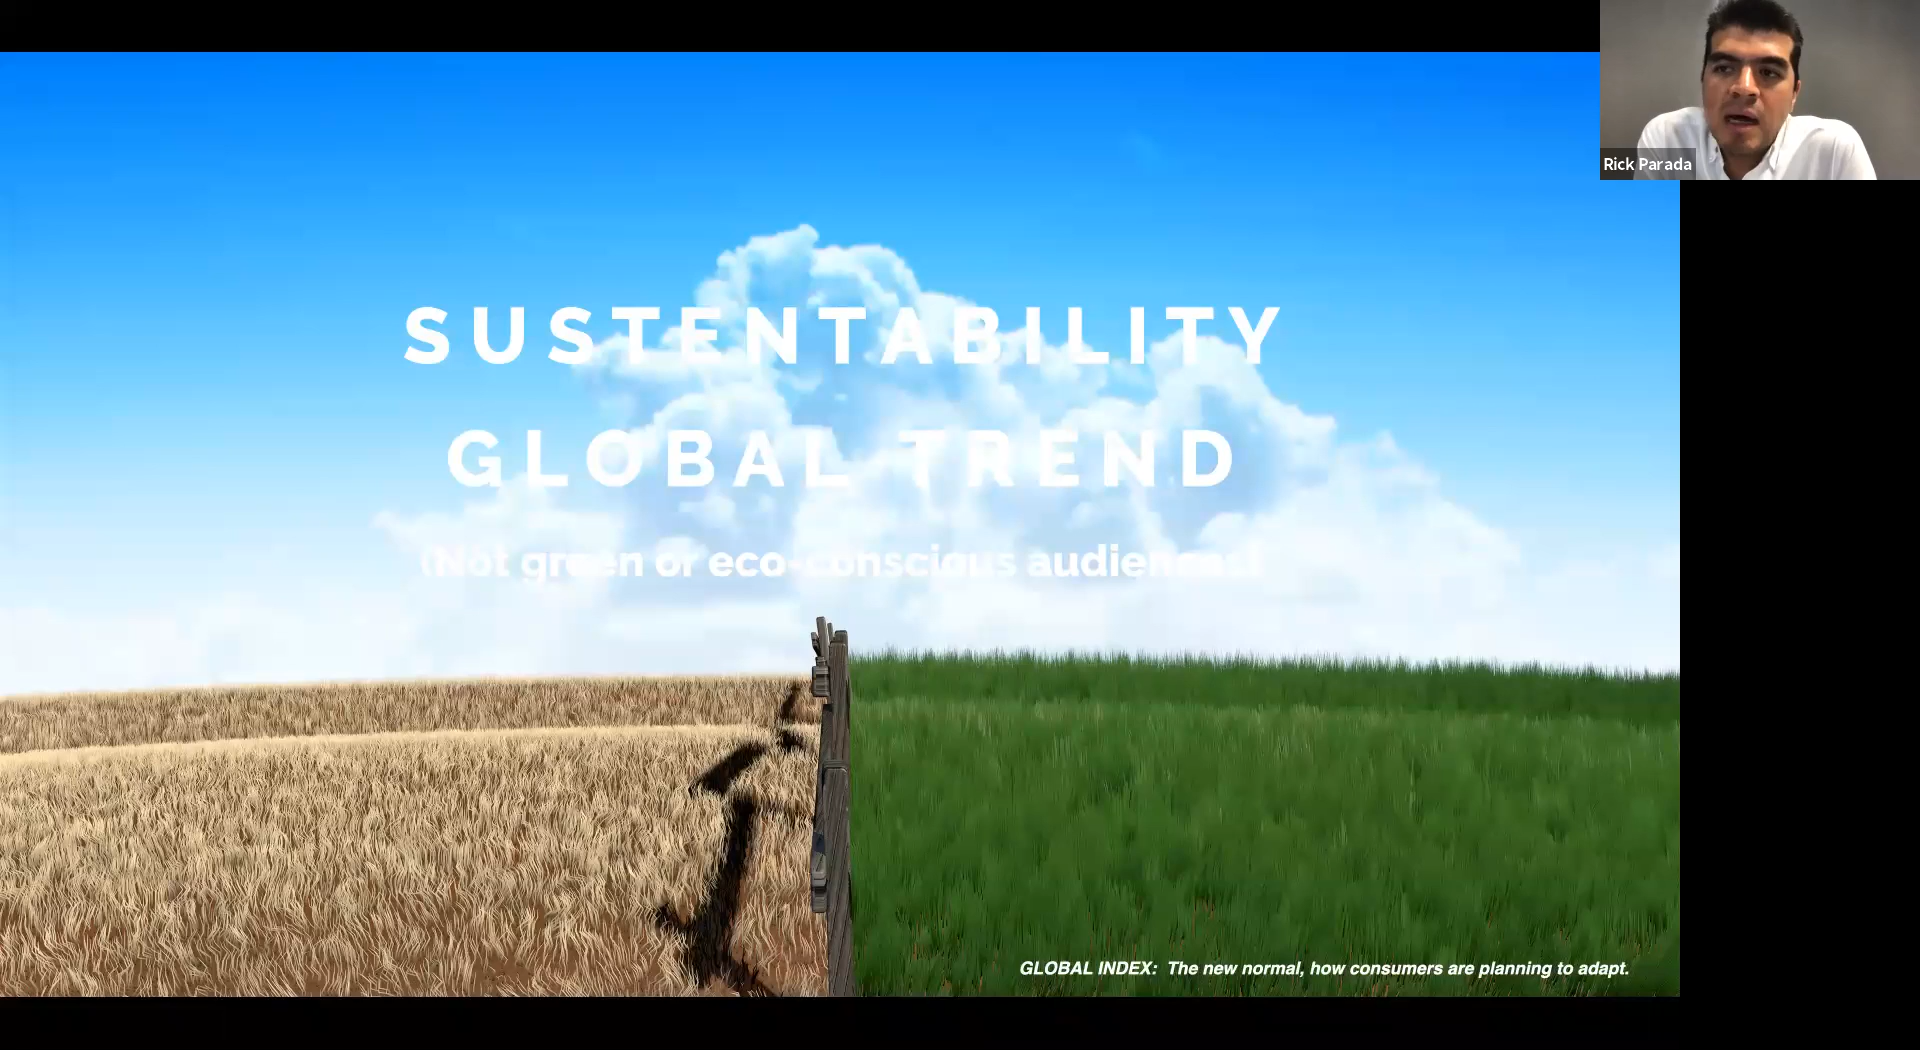 SUSTENTABILITY
GLOBAL TREND
(Not green or eco-conscious audiences)
GLOBAL INDEX: The new normal, how consumers are planning to adapt.
Rick Parada